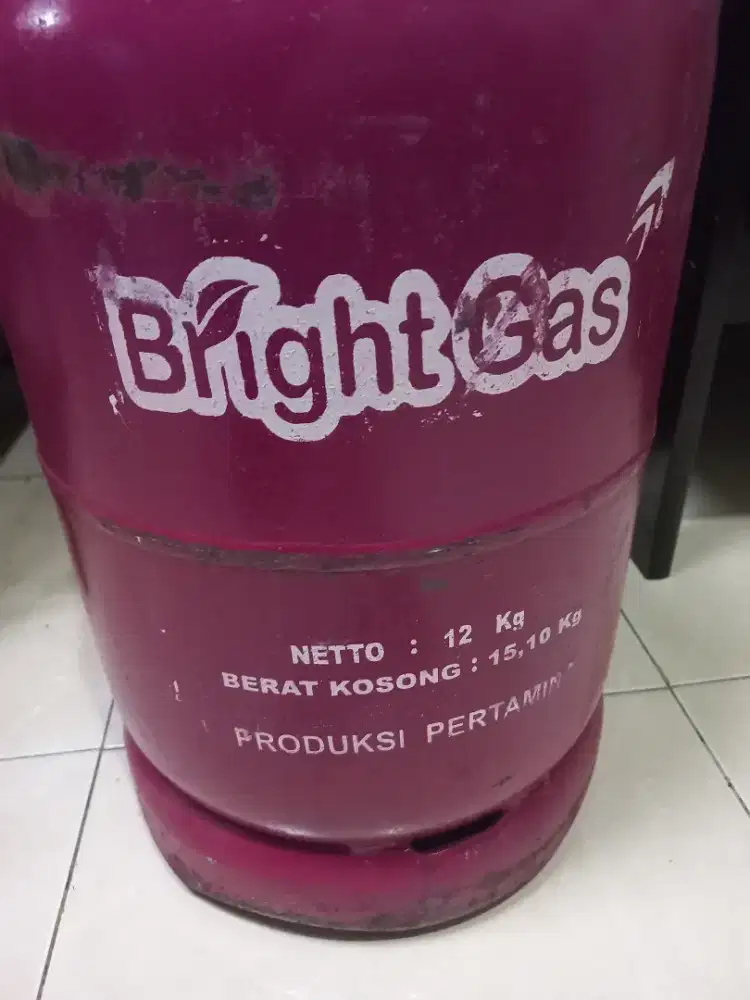 Bright Gas
NETTO : 12 Kg
BERAT KOSONG : 15,10 Kg
PRODUKSI PERTAMIN